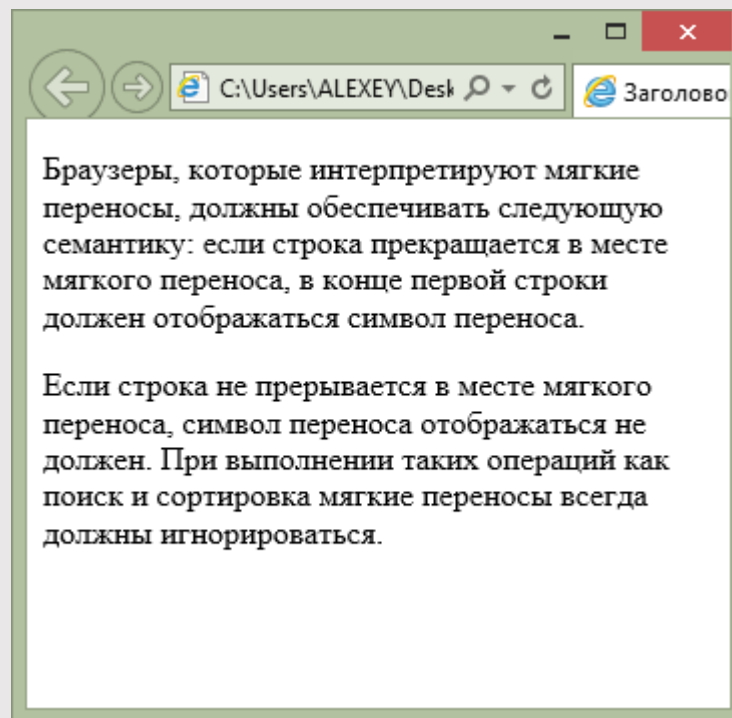 C:\Users\ALEXEY\Desk
Заголово
Браузеры, которые интерпретируют мягкие
переносы, должны обеспечивать следующую
семантику: если строка прекращается в месте
мягкого переноса, в конце первой строки
должен отображаться символ переноса.
Если строка не прерывается в месте мягкого
переноса, символ переноса отображаться не
должен. При выполнении таких операций как
поиск и сортировка мягкие переносы всегда
должны игнорироваться.